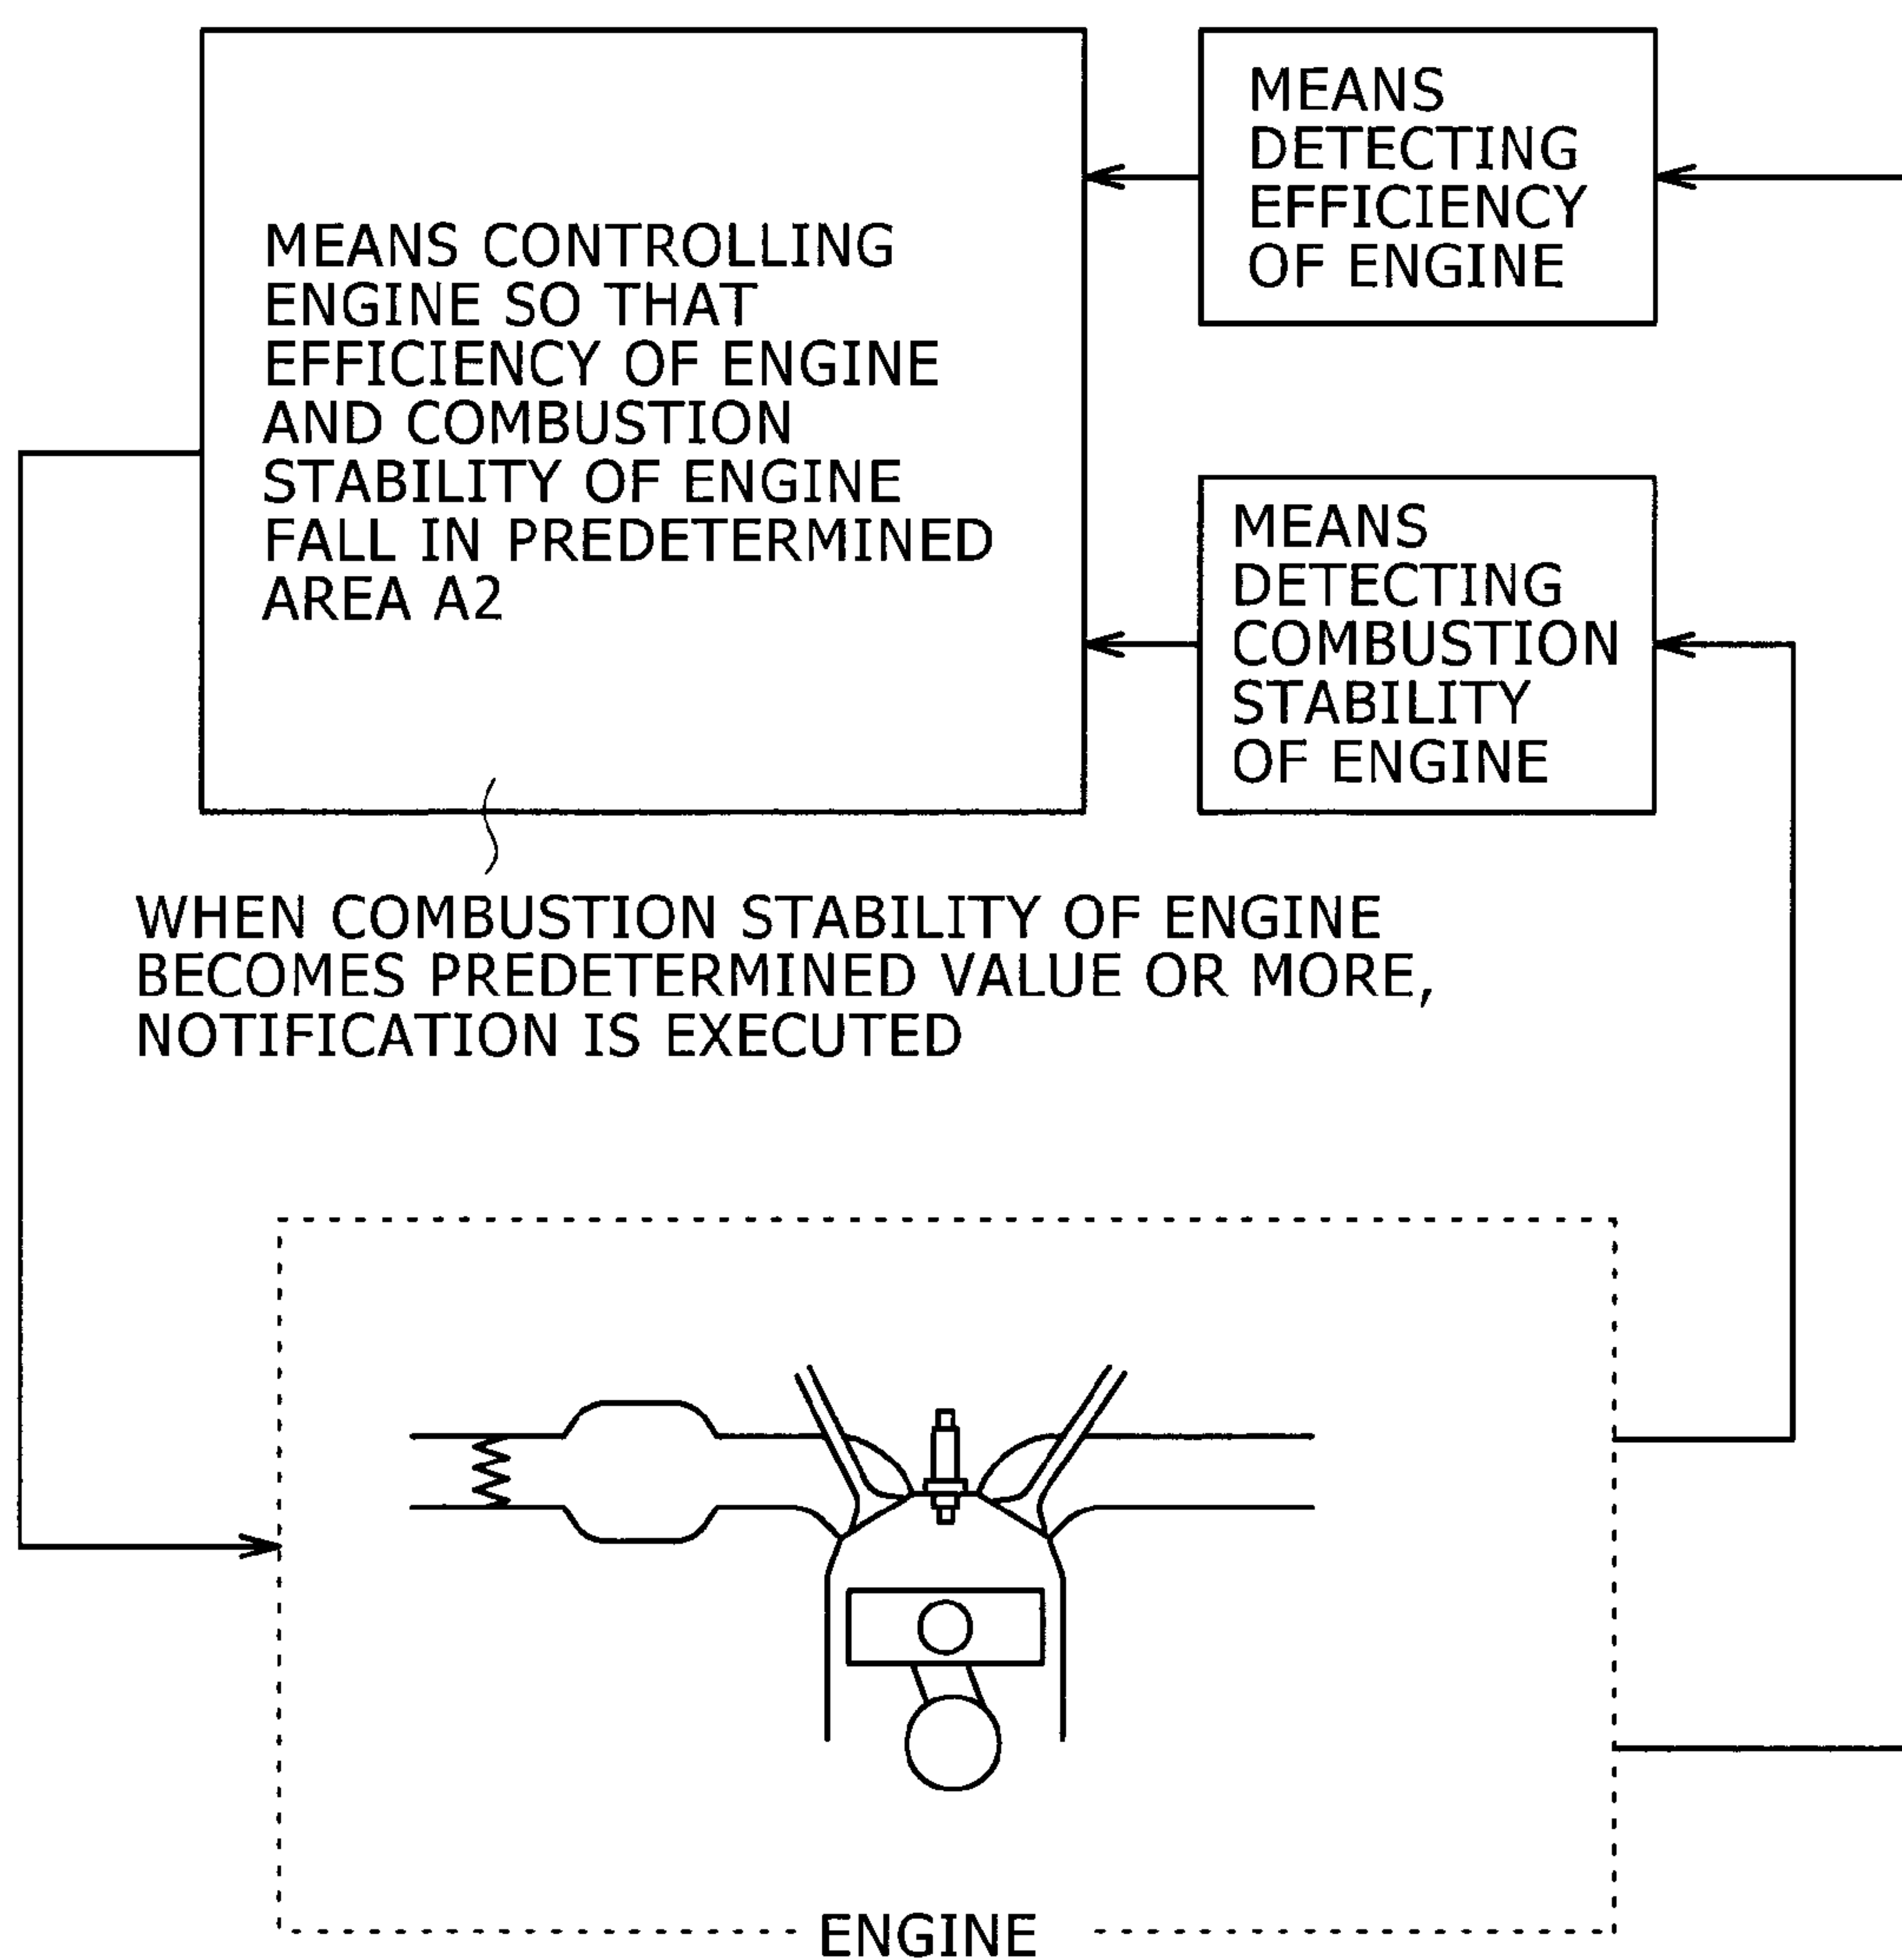 MEANS CONTROLLING
ENGINE SO THAT
EFFICIENCY OF ENGINE
AND COMBUSTION
STABILITY OF ENGINE
FALL IN PREDETERMINED
AREA A2
MEANS
DETECTING
EFFICIENCY
OF ENGINE
MEANS
DETECTING
COMBUSTION
STABILITY
OF ENGINE
WHEN COMBUSTION STABILITY OF ENGINE
BECOMES PREDETERMINED VALUE OR MORE,
NOTIFICATION IS EXECUTED
ENGINE